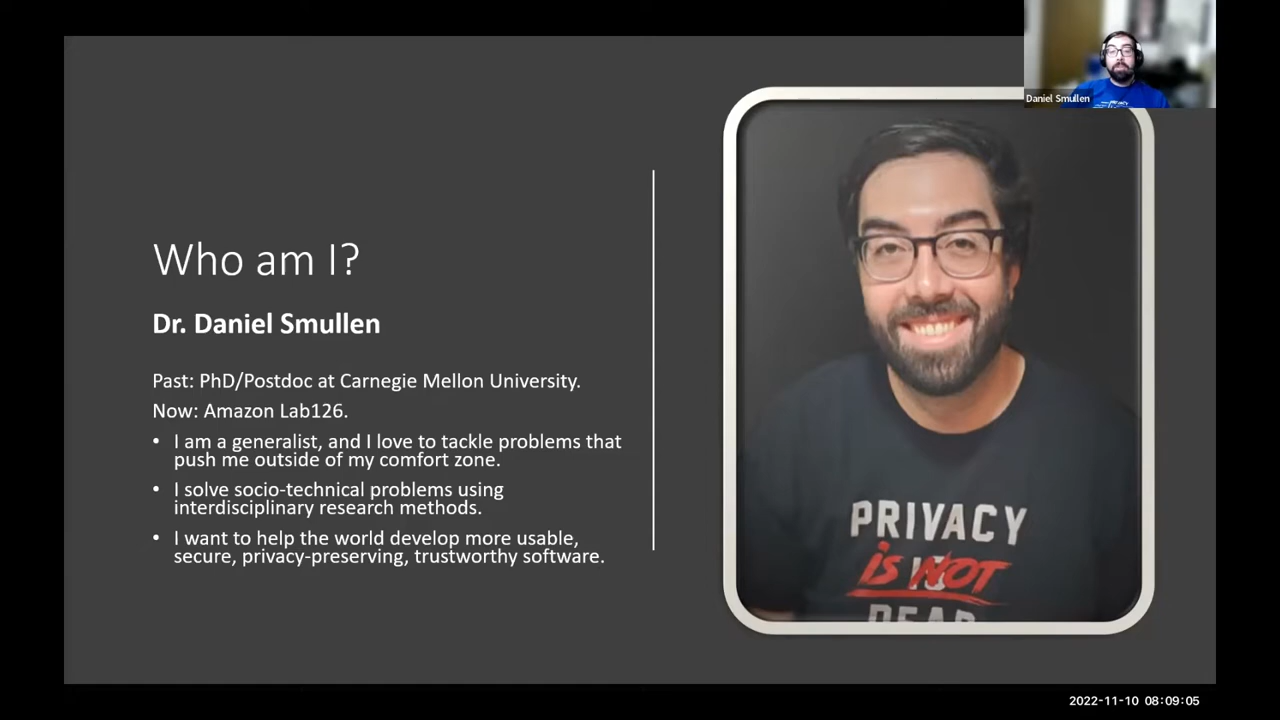 Daniel Smullen
Who am I?
Dr. Daniel Smullen
Past: PhD/Postdoc at Carnegie Mellon University.
Now: Amazon Lab126.
• I am a generalist, and I love to tackle problems that
push me outside of my comfort zone.
• I solve socio-technical problems using
interdisciplinary research methods.
• I want to help the world develop more usable,
secure, privacy-preserving, trustworthy software.
PRIVACY
is NOT
DEAD
2022-11-10 08:09:05